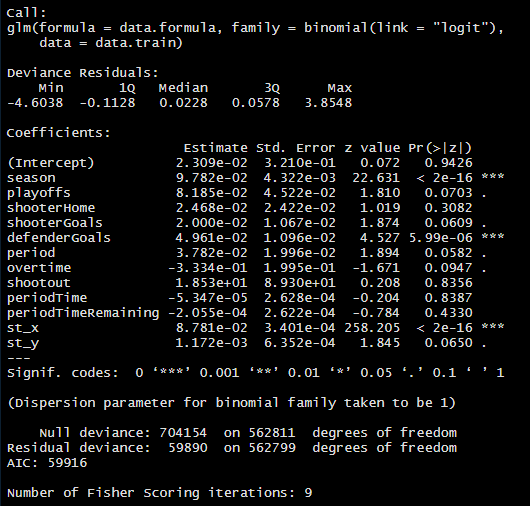 Call:
glm(formula = data.formula, family = binomial(link = "logit"),
    data = data.train)

Deviance Residuals:
    Min      1Q  Median      3Q     Max
-4.6038 -0.1128  0.0228  0.0578  3.8548

Coefficients:
                      Estimate Std. Error z value Pr(>|z|)
(Intercept)          2.309e-02  3.210e-01   0.072   0.9426
season               9.782e-02  4.322e-03  22.631  < 2e-16 ***
playoffs             8.185e-02  4.522e-02   1.810   0.0703 .
shooterHome          2.468e-02  2.422e-02   1.019   0.3082
shooterGoals         2.000e-02  1.067e-02   1.874   0.0609 .
defenderGoals        4.961e-02  1.096e-02   4.527 5.99e-06 ***
period               3.782e-02  1.996e-02   1.894   0.0582 .
overtime            -3.334e-01  1.995e-01  -1.671   0.0947 .
shootout             1.853e+01  8.930e+01   0.208   0.8356
periodTime          -5.347e-05  2.628e-04  -0.204   0.8387
periodTimeRemaining -2.055e-04  2.622e-04  -0.784   0.4330
st_x                 8.781e-02  3.401e-04 258.205  < 2e-16 ***
st_y                 1.172e-03  6.352e-04   1.845   0.0650 .
---
Signif. codes:  0 ‘***’ 0.001 ‘**’ 0.01 ‘*’ 0.05 ‘.’ 0.1 ‘ ’ 1

(Dispersion parameter for binomial family taken to be 1)

    Null deviance: 704154  on 562811  degrees of freedom
Residual deviance:  59890  on 562799  degrees of freedom
AIC: 59916

Number of Fisher Scoring iterations: 9